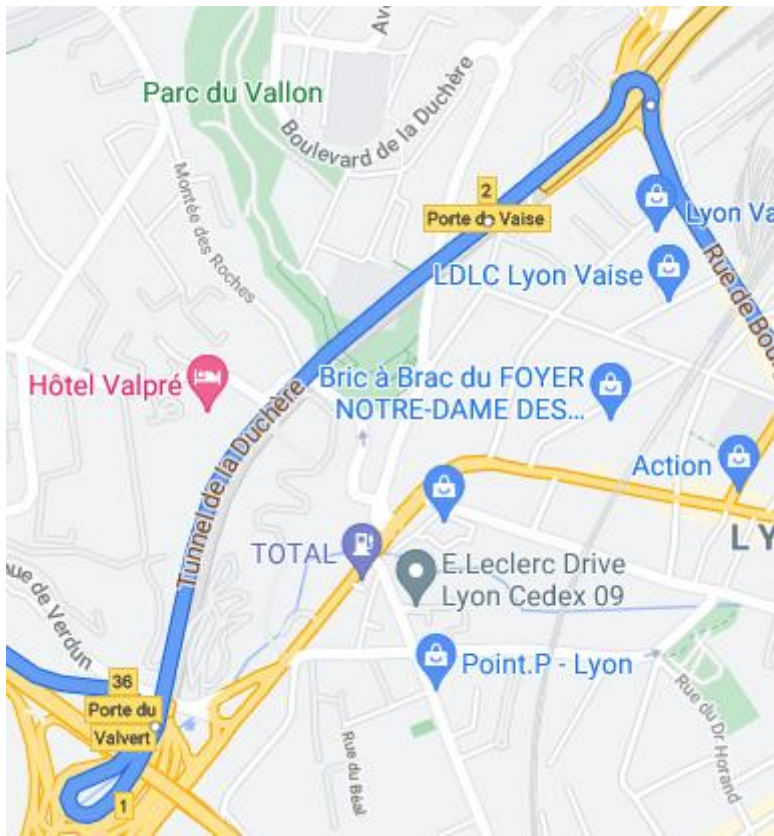 Ave
Parc du Vallon
Boulevard de la Duchère
Montée des Roches
2
Porte de Vaise
Lyon Va
LDLC Lyon Vaise
Rue de Bou
Hôtel Valpré
Bric à Brac du FOYER
NOTRE-DAME DES...
Tunnel de la Duchère
Action
LY
TOTAL
E.Leclerc Drive
Lyon Cedex 09
ue de Verdun
36
Porte du
Valvert
Point.P - Lyon
Rue du Dr Horand
Rue du Béal
1